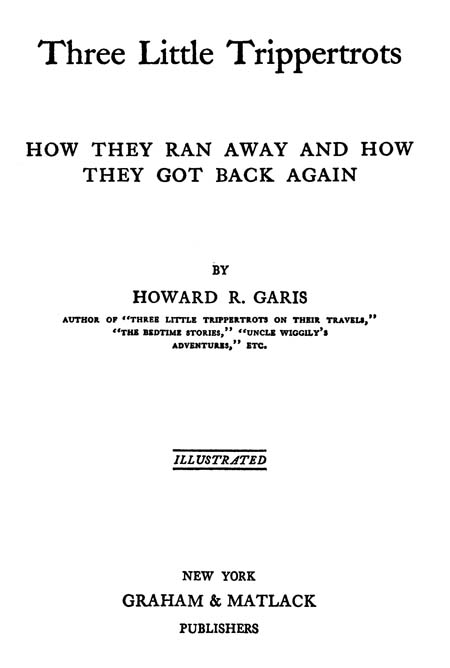 Three Little Trippertrots
HOW THEY RAN AWAY AND HOW
THEY GOT BACK AGAIN
BY
HOWARD R. GARIS
AUTHOR OF "THREE LITTLE TRIPPERTROTS ON THEIR TRAVELS,"
"THE BEDTIME STORIES," "UNCLE WIGGILY'S
ADVENTURES," ETC.
ILLUSTRATED
NEW YORK
GRAHAM & MATLACK
PUBLISHERS